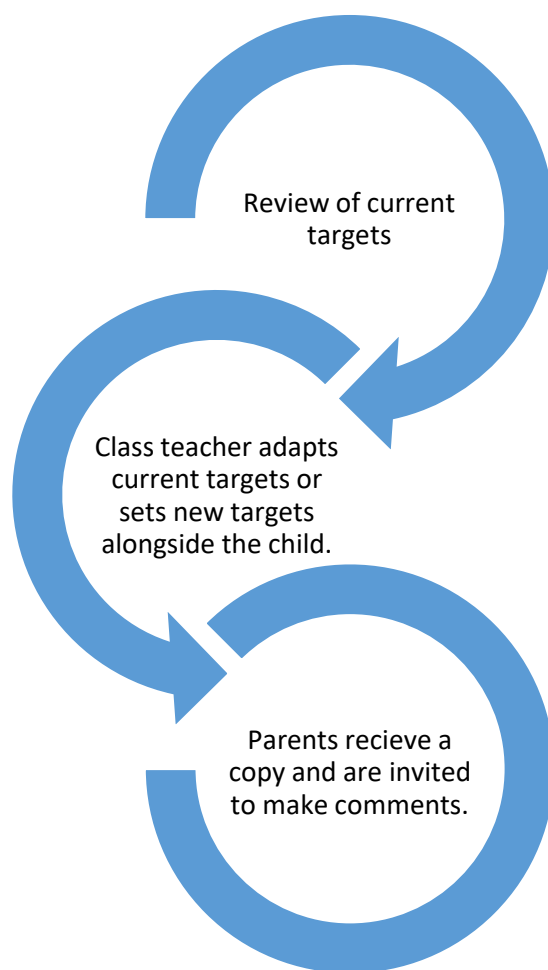 Review of current
targets
Class teacher adapts
current targets or
sets new targets
alongside the child.
Parents recieve a
copy and are invited
to make comments.